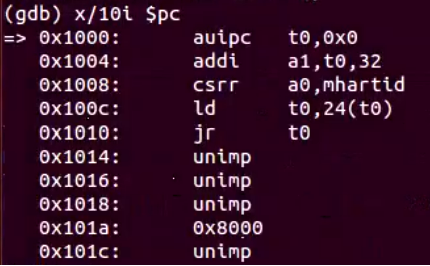 (gdb) x/10i $pc
=> 0x1000: auipc t0,0x0
0x1004: addi a1,t0,32
0x1008: csrr a0,mhartid
0x100c: ld t0,24(t0)
0x1010: jr t0
0x1014: unimp
0x1016: unimp
0x1018: unimp
0x101a: 0x8000
0x101c: unimp